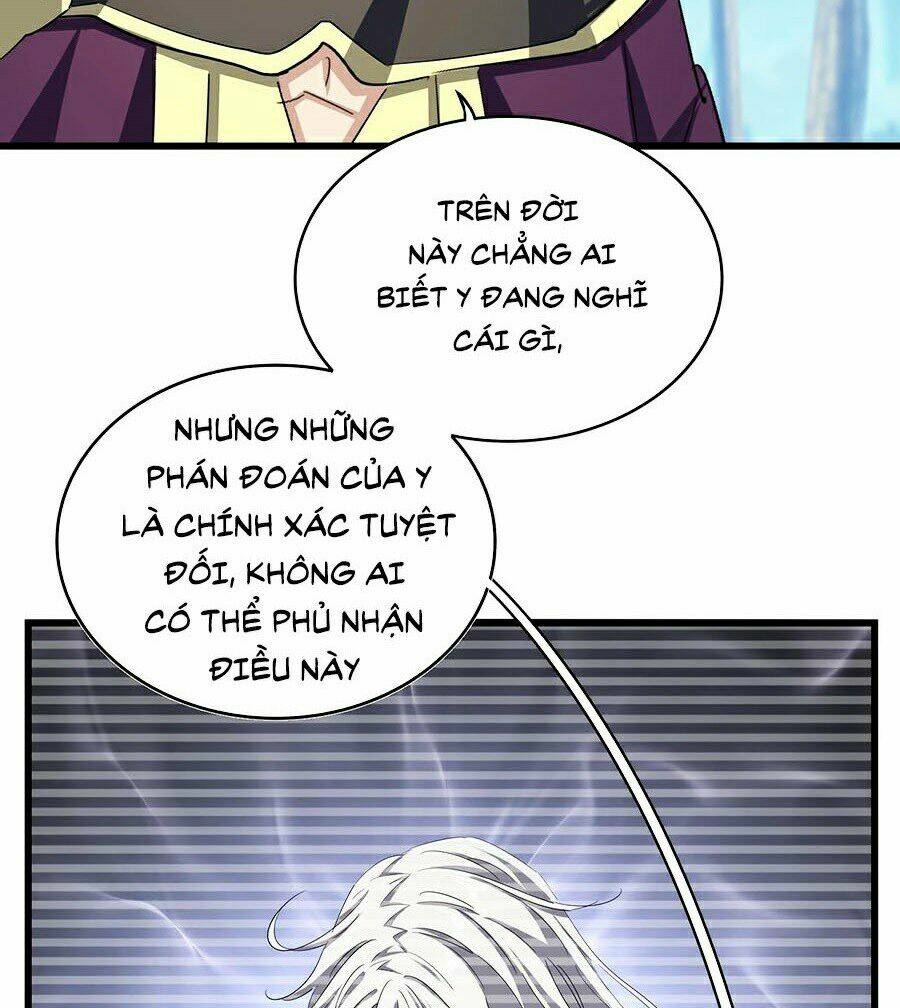 TRÊN ĐỜI
NÀY CHẲNG AI
BIẾT Y ĐANG NGHĨ
CÁI GÌ,
NHƯNG NHỮNG
PHÁN ĐOÁN CỦA Y
LÀ CHÍNH XÁC TUYỆT
ĐỐI, KHÔNG AI
CÓ THỂ PHỦ NHẬN
ĐIỀU NÀY